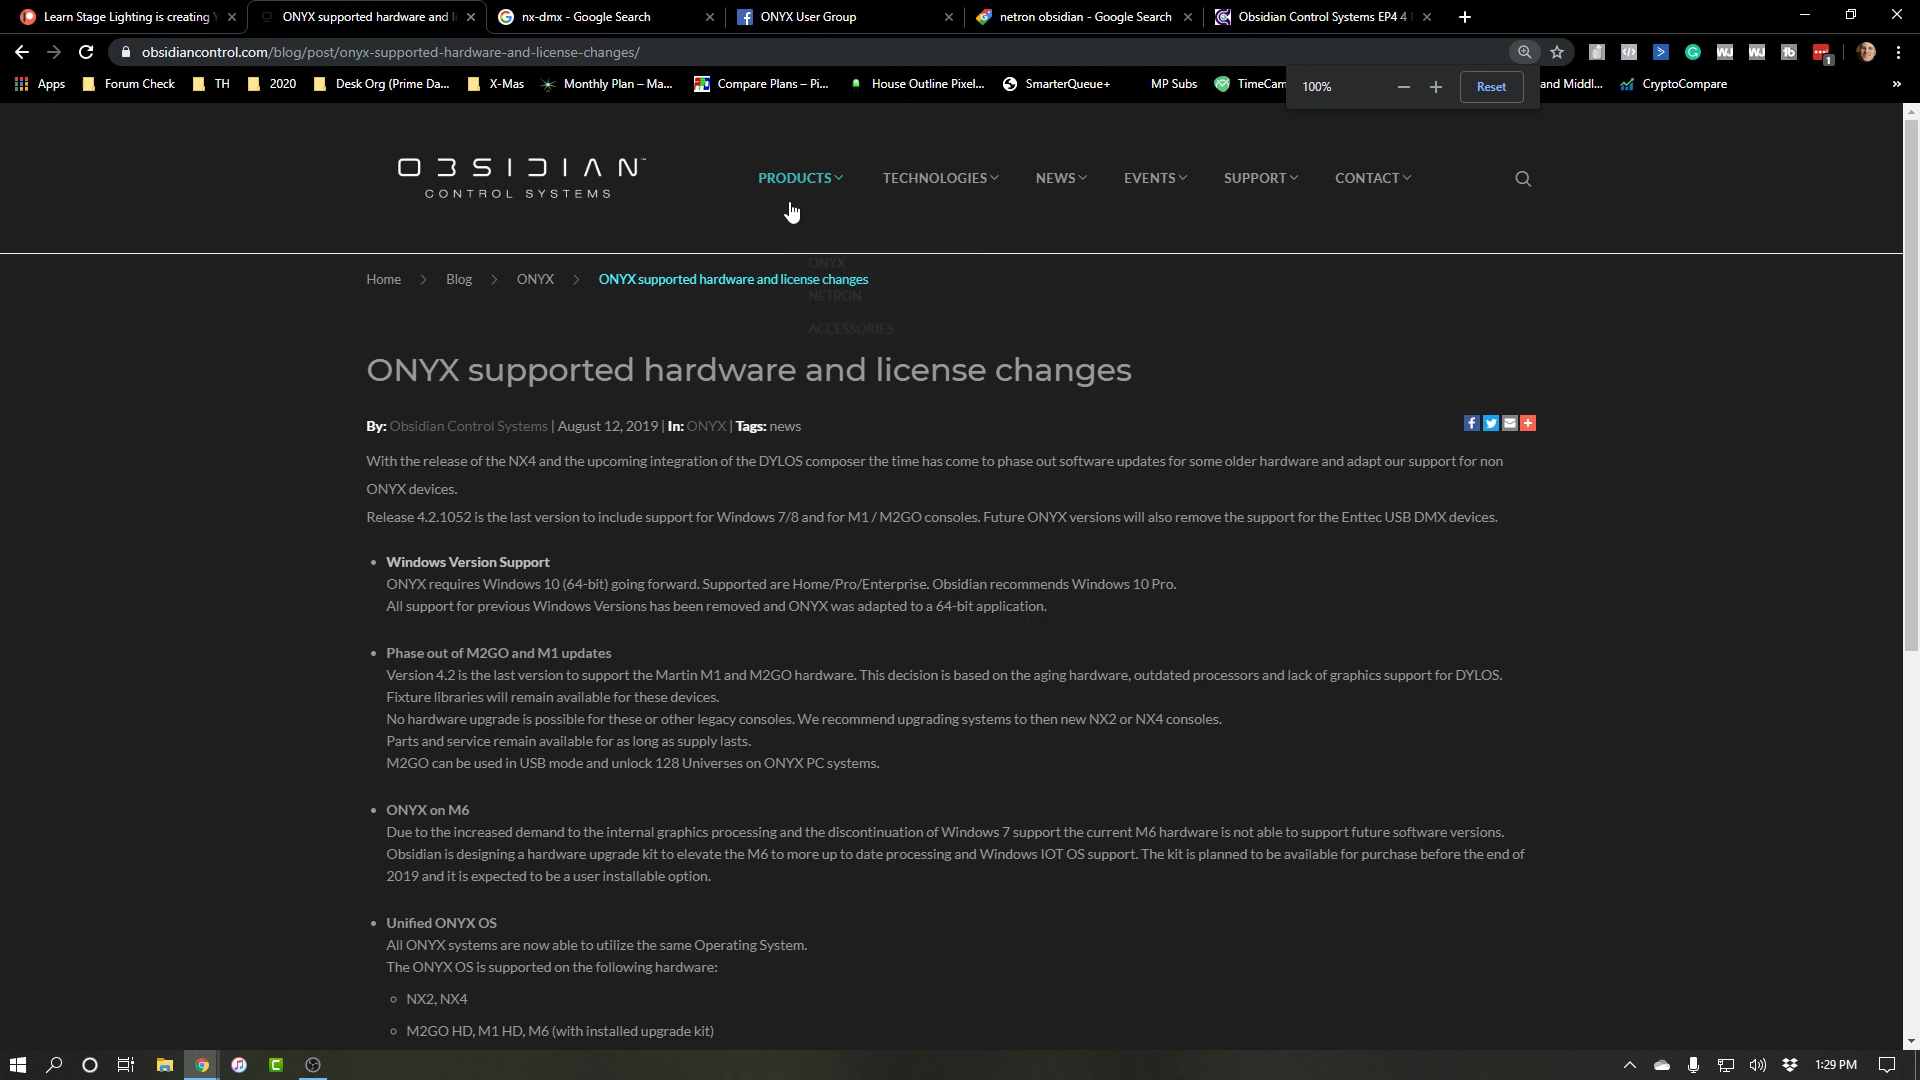 Learn Stage Lighting is creating
ONYX supported hardware and li
nx-dmx - Google Search
ONYX User Group
netron obsidian - Google Search
Obsidian Control Systems EP4 4
obsidiancontrol.com/blog/post/onyx-supported-hardware-and-license-changes/
Apps
Forum Check
TH
2020
Desk Org (Prime Da...
X-Mas
Monthly Plan – Ma...
Compare Plans – Pi...
House Outline Pixel...
SmarterQueue+
MP Subs
TimeCam
and Middl...
CryptoCompare
»
100%
Reset
OBSIDIAN
CONTROL SYSTEMS
PRODUCTS
TECHNOLOGIES
NEWS
EVENTS
SUPPORT
CONTACT
ONYX
NETRON
ACCESSORIES
Home > Blog > ONYX > ONYX supported hardware and license changes
ONYX supported hardware and license changes
By: Obsidian Control Systems | August 12, 2019 | In: ONYX | Tags: news
With the release of the NX4 and the upcoming integration of the DYLOS composer the time has come to phase out software updates for some older hardware and adapt our support for non
ONYX devices.
Release 4.2.1052 is the last version to include support for Windows 7/8 and for M1 / M2GO consoles. Future ONYX versions will also remove the support for the Enttec USB DMX devices.
• Windows Version Support
ONYX requires Windows 10 (64-bit) going forward. Supported are Home/Pro/Enterprise. Obsidian recommends Windows 10 Pro.
All support for previous Windows Versions has been removed and ONYX was adapted to a 64-bit application.
• Phase out of M2GO and M1 updates
Version 4.2 is the last version to support the Martin M1 and M2GO hardware. This decision is based on the aging hardware, outdated processors and lack of graphics support for DYLOS.
Fixture libraries will remain available for these devices.
No hardware upgrade is possible for these or other legacy consoles. We recommend upgrading systems to then new NX2 or NX4 consoles.
Parts and service remain available for as long as supply lasts.
M2GO can be used in USB mode and unlock 128 Universes on ONYX PC systems.
• ONYX on M6
Due to the increased demand to the internal graphics processing and the discontinuation of Windows 7 support the current M6 hardware is not able to support future software versions.
Obsidian is designing a hardware upgrade kit to elevate the M6 to more up to date processing and Windows IOT OS support. The kit is planned to be available for purchase before the end of
2019 and it is expected to be a user installable option.
• Unified ONYX OS
All ONYX systems are now able to utilize the same Operating System.
The ONYX OS is supported on the following hardware:
NX2, NX4
M2GO HD, M1 HD, M6 (with installed upgrade kit)
1:29 PM